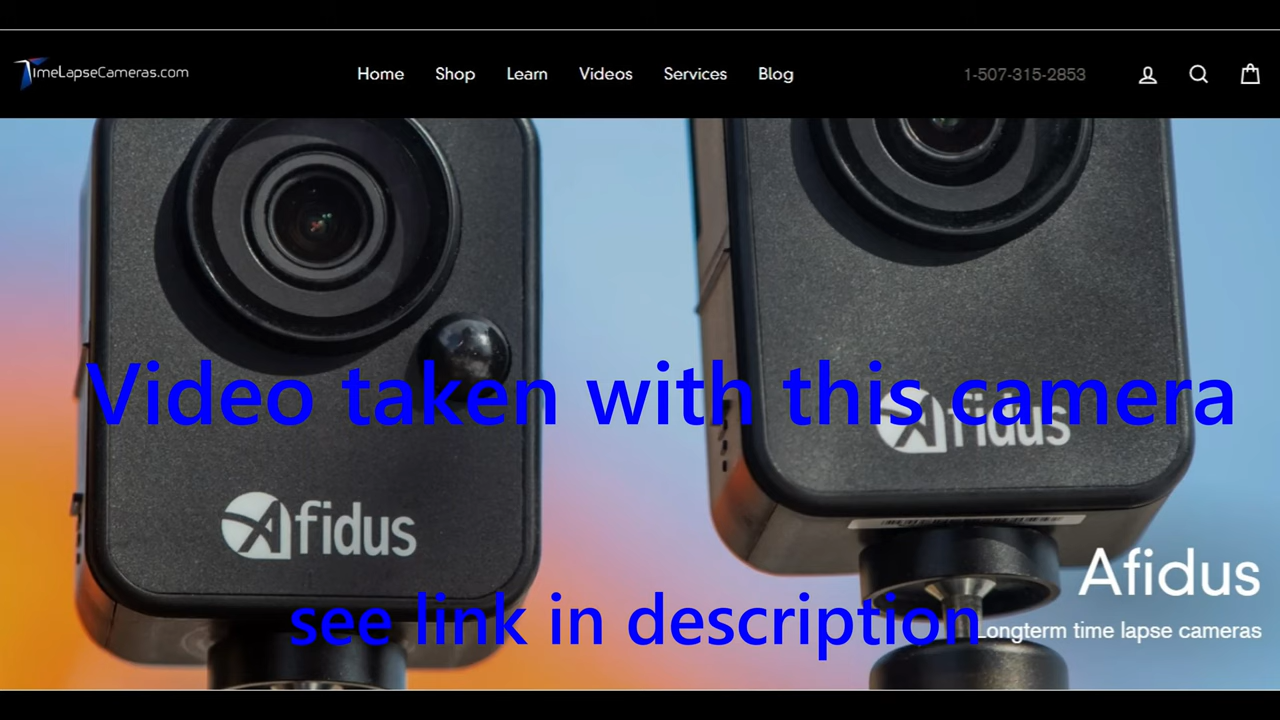 TimeLapseCameras.com
Home Shop Learn Videos Services Blog 1-507-315-2853
Video taken with this camera
Afidus
Afidus
Afidus
see link in description
Longterm time lapse cameras